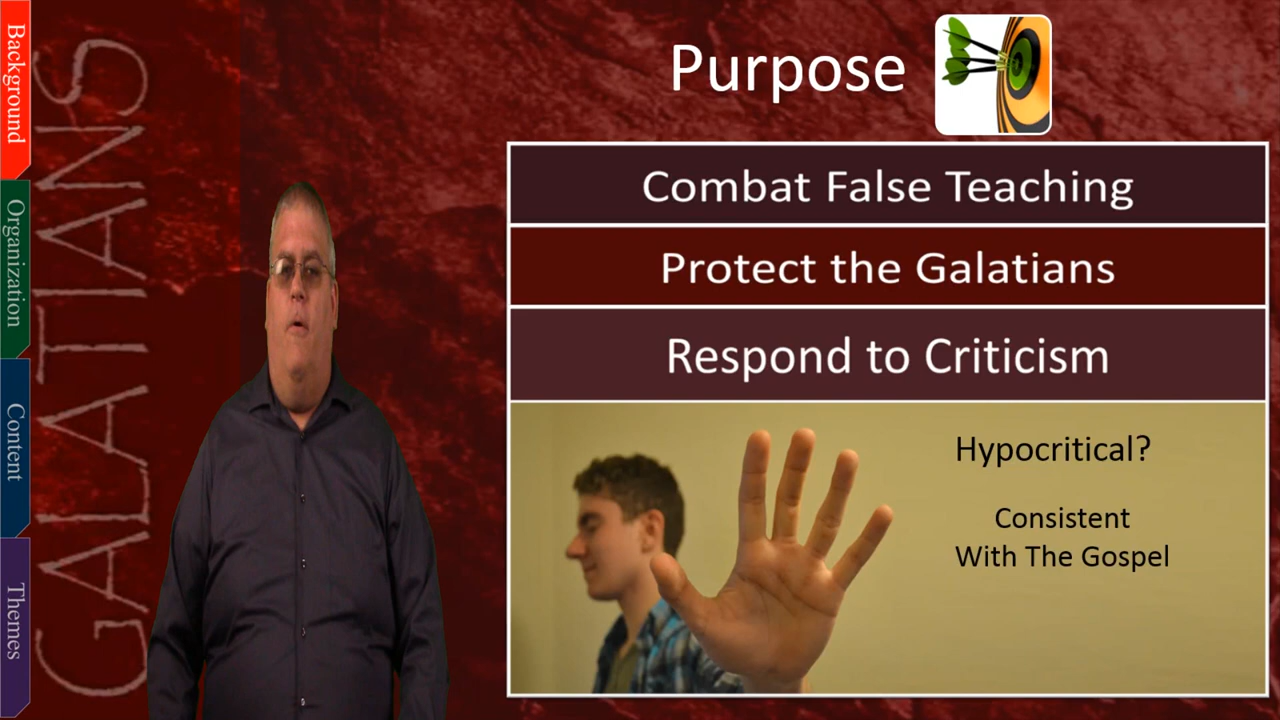 Background
Organization
Content
Themes
GALATIANS
Purpose
Combat False Teaching
Protect the Galatians
Respond to Criticism
Hypocritical?
Consistent
With The Gospel